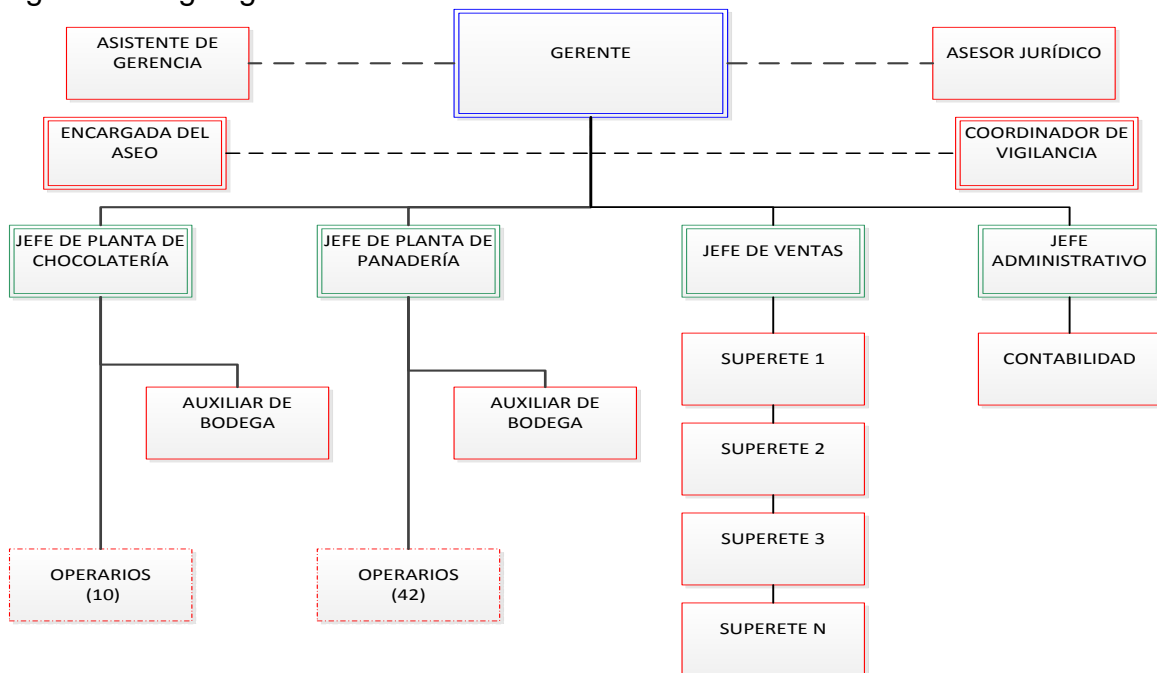 ASISTENTE DE
GERENCIA
GERENTE
ASESOR JURÍDICO
ENCARGADA DEL
ASEO
COORDINADOR DE
VIGILANCIA
JEFE DE PLANTA DE
CHOCOLATERÍA
JEFE DE PLANTA DE
PANADERÍA
JEFE DE VENTAS
JEFE
ADMINISTRATIVO
SUPERETE 1
CONTABILIDAD
AUXILIAR DE
BODEGA
AUXILIAR DE
BODEGA
SUPERETE 2
SUPERETE 3
OPERARIOS
(10)
OPERARIOS
(42)
SUPERETE N